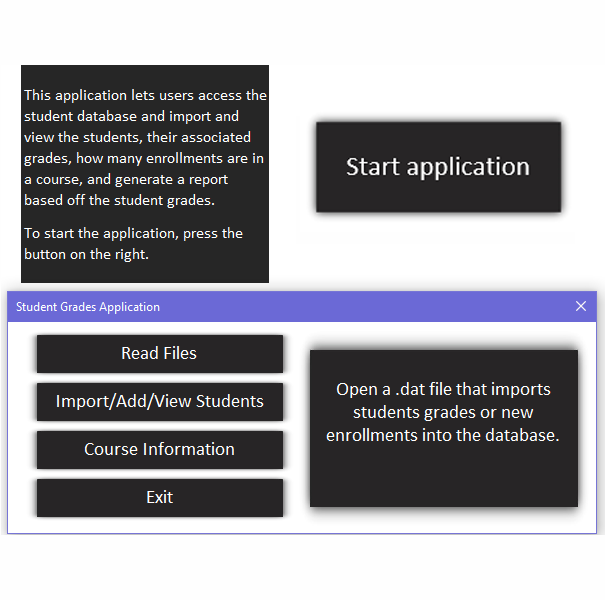 This application lets users access the
student database and import and
view the students, their associated
grades, how many enrollments are in
a course, and generate a report
based off the student grades.
To start the application, press the
button on the right.
Start application
Student Grades Application
Read Files
Import/Add/View Students
Course Information
Exit
Open a .dat file that imports
students grades or new
enrollments into the database.